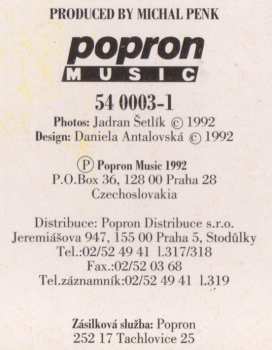 PRODUCED BY MICHAL PENK
popron
MUSIC
54 0003-1
Photos: Jadran Šetlík © 1992
Design: Daniela Antalovská © 1992
Ⓟ Popron Music 1992
P.O.Box 36, 128 00 Praha 28
Czechoslovakia
Distribuce: Popron Distribuce s.r.o.
Jeremiášova 947, 155 00 Praha 5, Stodůlky
Tel.:02/52 49 41 l.317/318
Fax.:02/52 03 68
Tel.záznamník:02/52 49 41 l.319
Zásilková služba: Popron
252 17 Tachlovice 25